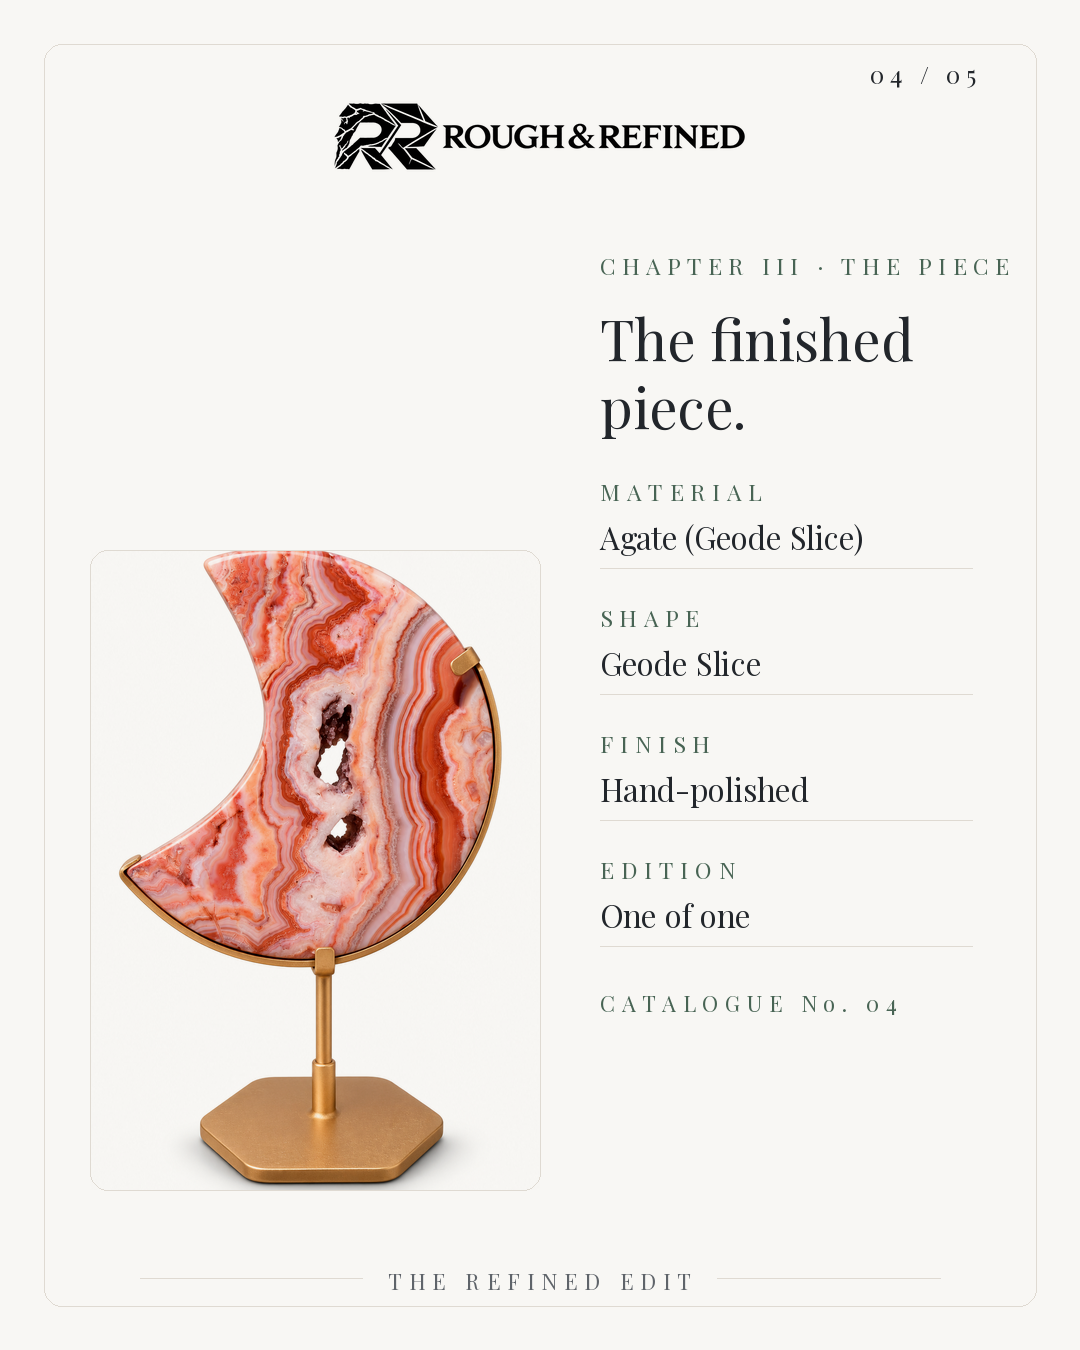 04 / 05
RR ROUGH & REFINED
CHAPTER III · THE PIECE
The finished
piece.
MATERIAL
Agate (Geode Slice)
SHAPE
Geode Slice
FINISH
Hand-polished
EDITION
One of one
CATALOGUE No. 04
THE REFINED EDIT